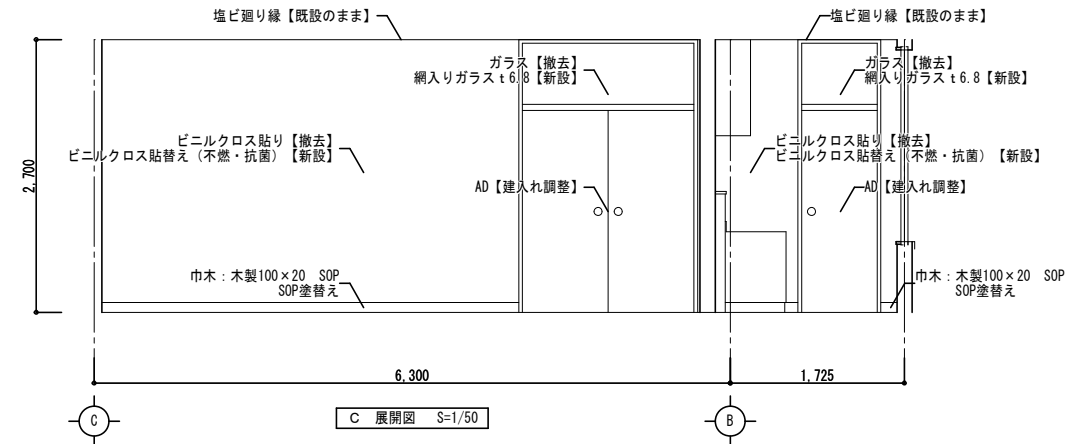 塩ビ廻り縁【既設のまま】
塩ビ廻り縁【既設のまま】
ガラス【撤去】
網入りガラスｔ6.8【新設】
ガラス【撤去】
網入りガラスｔ6.8【新設】
ビニルクロス貼り【撤去】
ビニルクロス貼替え（不燃・抗菌）【新設】
ビニルクロス貼り【撤去】
ビニルクロス貼替え（不燃・抗菌）【新設】
2,700
AD【建入れ調整】
AD【建入れ調整】
巾木：木製100×20　SOP
SOP塗替え
巾木：木製100×20　SOP
SOP塗替え
6,300
1,725
C
C　展開図　S=1/50
B